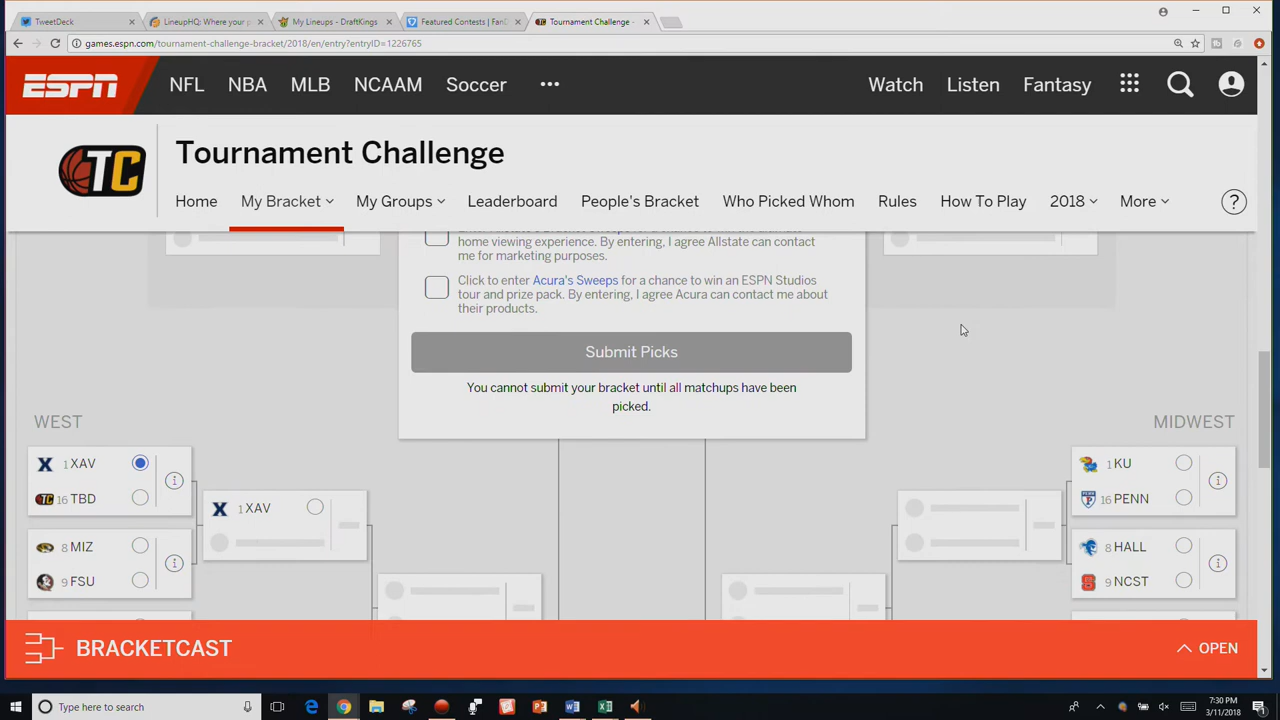 TweetDeck
LineupHQ: Where your p
My Lineups - DraftKings
Featured Contests | FanD
Tournament Challenge -
games.espn.com/tournament-challenge-bracket/2018/en/entry?entryID=1226765
ESPN
NFL
NBA
MLB
NCAAM
Soccer
•••
Watch
Listen
Fantasy
TC
Tournament Challenge
Home
My Bracket
My Groups
Leaderboard
People's Bracket
Who Picked Whom
Rules
How To Play
2018
More
?
home viewing experience. By entering, I agree Allstate can contact
me for marketing purposes.
Click to enter Acura's Sweeps for a chance to win an ESPN Studios
tour and prize pack. By entering, I agree Acura can contact me about
their products.
Submit Picks
You cannot submit your bracket until all matchups have been
picked.
WEST
MIDWEST
1 XAV
16 TBD
8 MIZ
9 FSU
1 XAV
1 KU
16 PENN
8 HALL
9 NCST
BRACKETCAST
OPEN
Type here to search
7:30 PM
3/11/2018